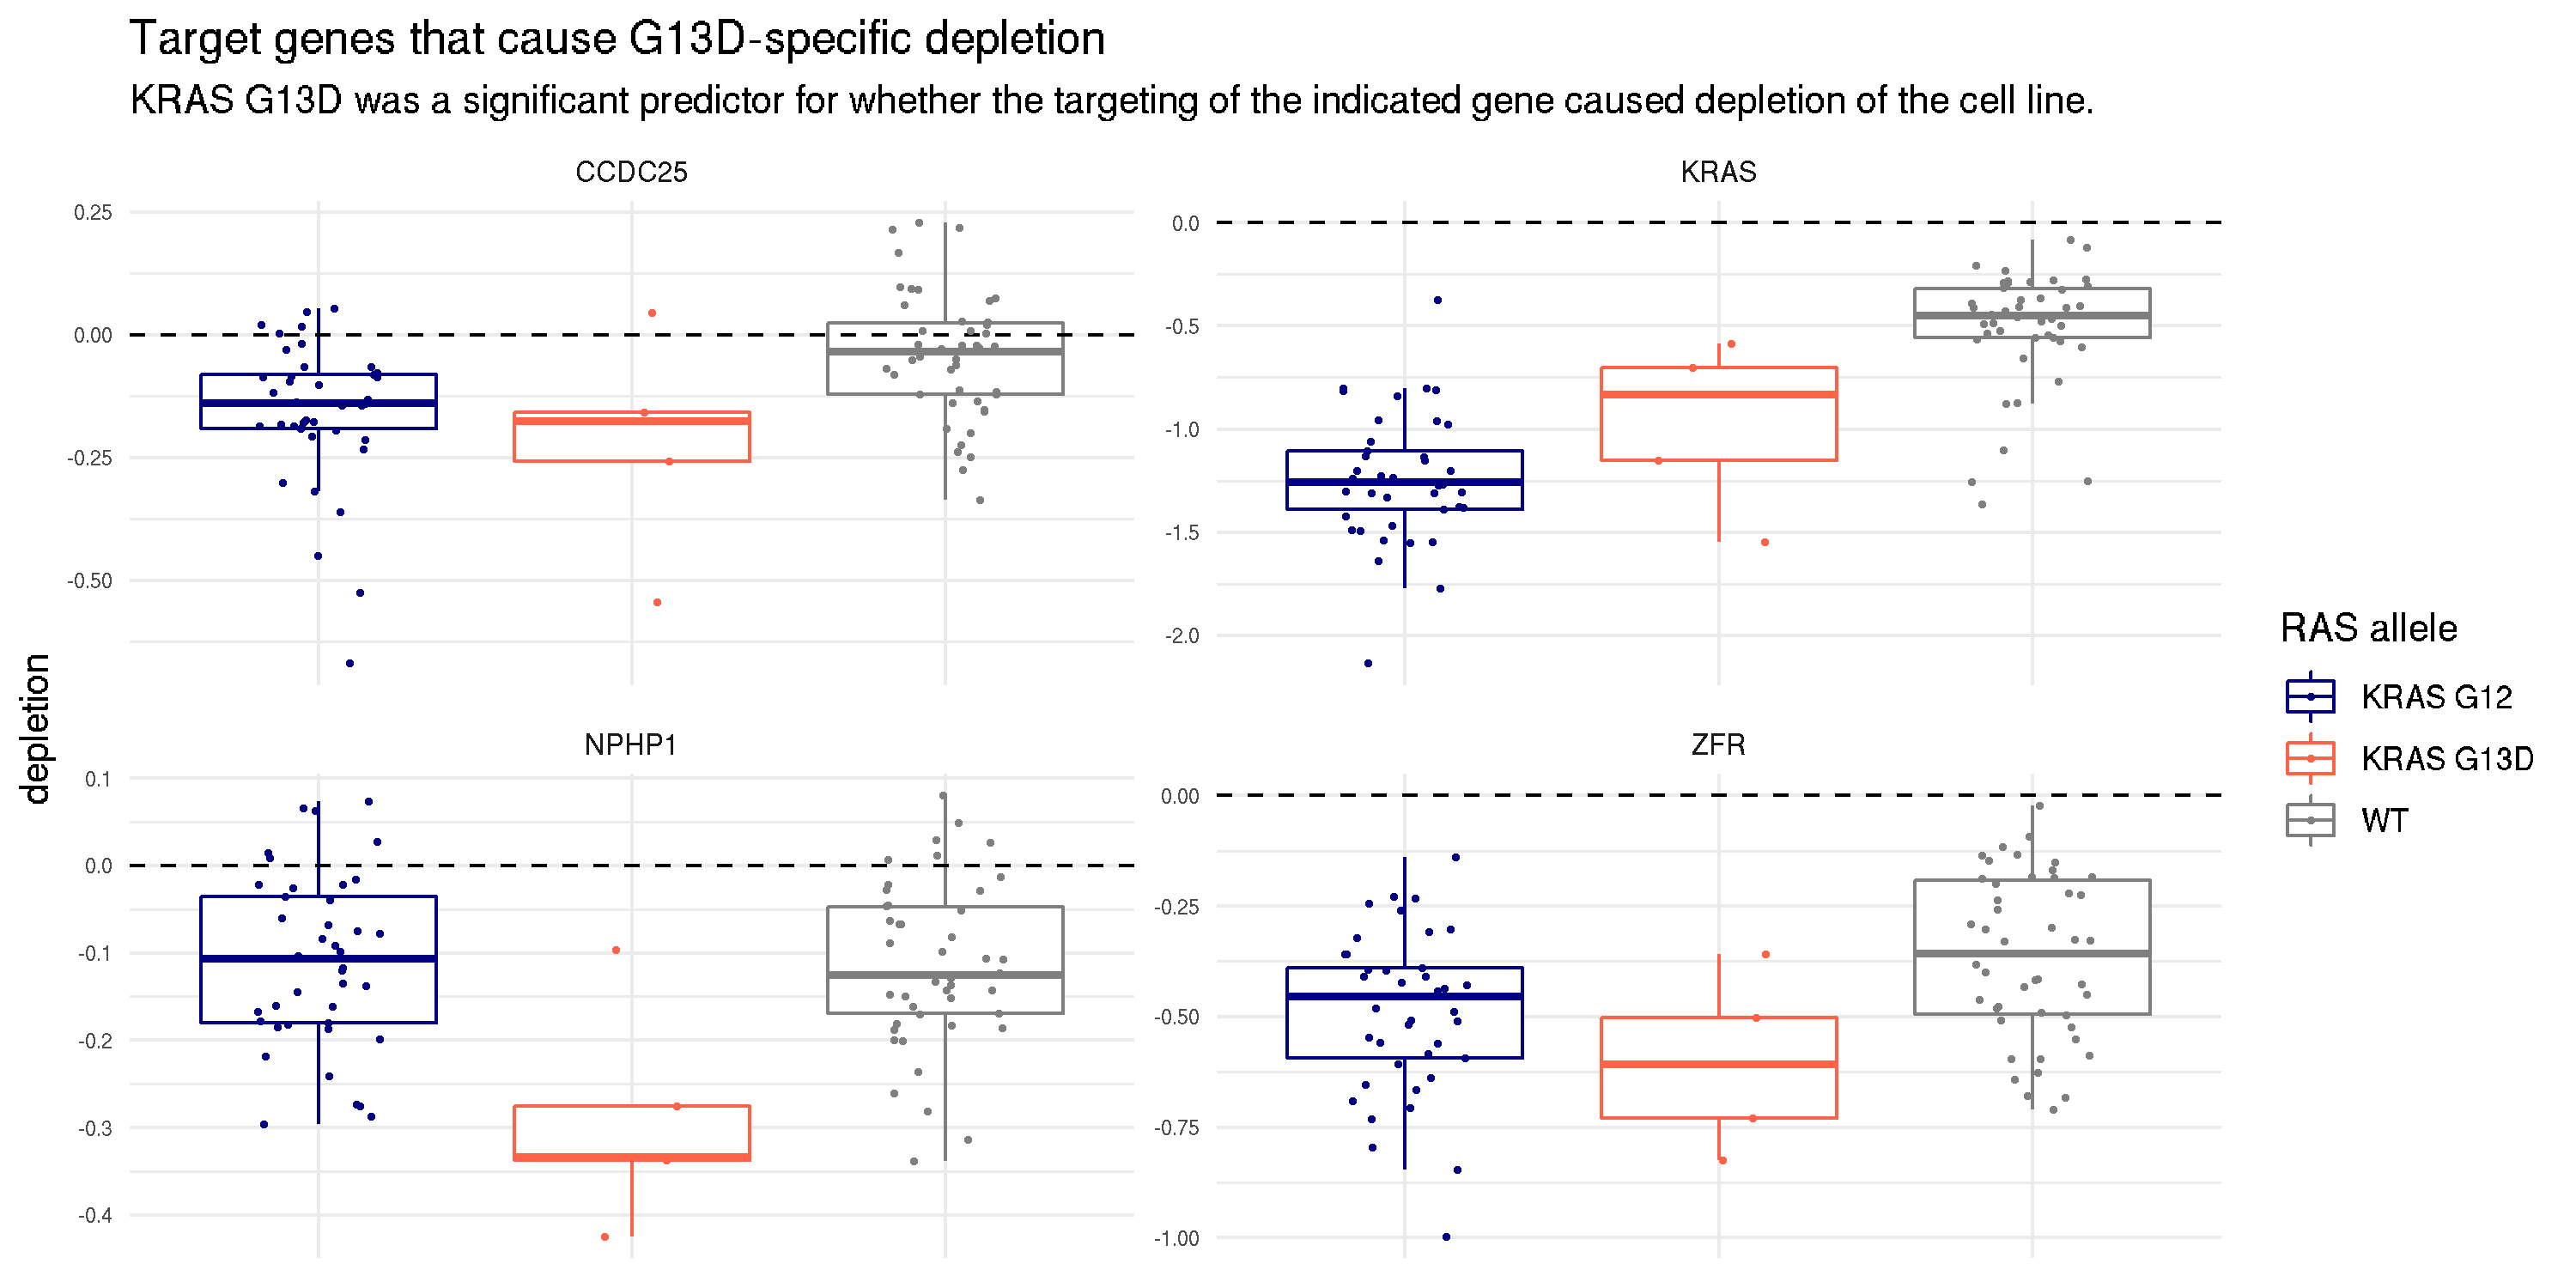 Target genes that cause G13D-specific depletion
KRAS G13D was a significant predictor for whether the targeting of the indicated gene caused depletion of the cell line.
CCDC25
0.25
0.00
-0.25
-0.50
KRAS
0.0
-0.5
-1.0
-1.5
-2.0
NPHP1
0.1
0.0
-0.1
-0.2
-0.3
-0.4
ZFR
0.00
-0.25
-0.50
-0.75
-1.00
depletion
RAS allele
KRAS G12
KRAS G13D
WT